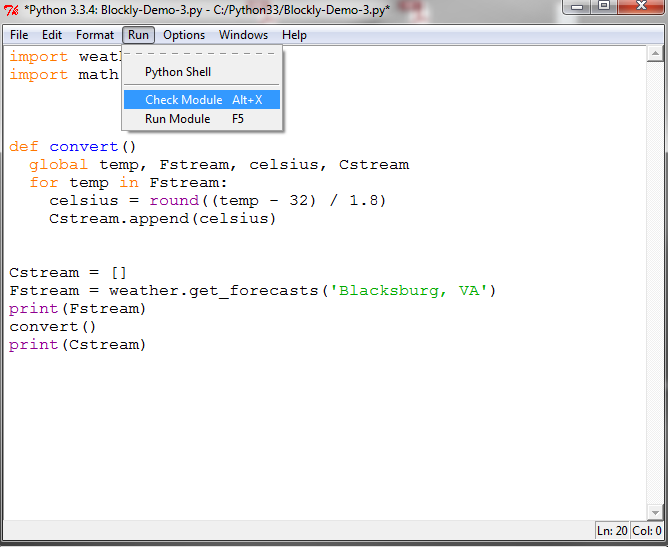 *Python 3.3.4: Blockly-Demo-3.py - C:/Python33/Blockly-Demo-3.py*
File Edit Format Run Options Windows Help
Python Shell
Check Module Alt+X
Run Module F5
import
import math
def convert()
  global temp, Fstream, celsius, Cstream
  for temp in Fstream:
    celsius = round((temp - 32) / 1.8)
    Cstream.append(celsius)
Cstream = []
Fstream = weather.get_forecasts('Blacksburg, VA')
print(Fstream)
convert()
print(Cstream)
Ln: 20 Col: 0